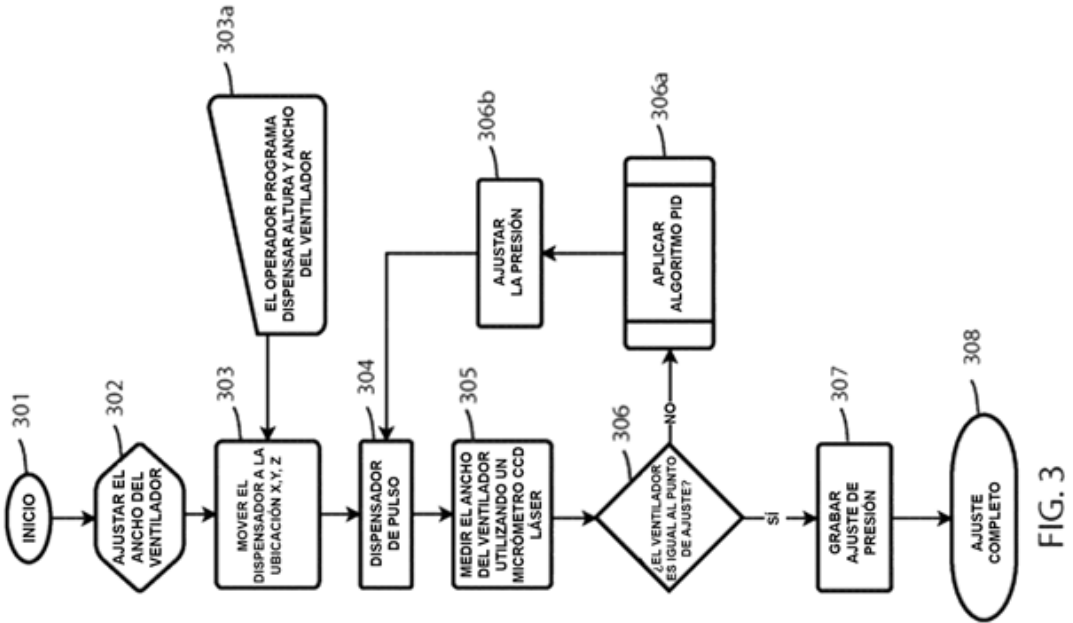 301
INICIO
302
AJUSTAR EL
ANCHO DEL
VENTILADOR
303
MOVER EL
DISPENSADOR A LA
UBICACIÓN X,Y, Z
303a
EL OPERADOR PROGRAMA
DISPENSAR ALTURA Y ANCHO
DEL VENTILADOR
304
DISPENSADOR
DE PULSO
305
MEDIR EL ANCHO
DEL VENTILADOR
UTILIZANDO UN
MICRÓMETRO CCD
LÁSER
306
¿EL VENTILADOR
ES IGUAL AL PUNTO
DE AJUSTE?
NO
306a
APLICAR
ALGORITMO PID
306b
AJUSTAR
LA PRESIÓN
SÍ
307
GRABAR
AJUSTE DE
PRESIÓN
308
AJUSTE
COMPLETO
FIG. 3